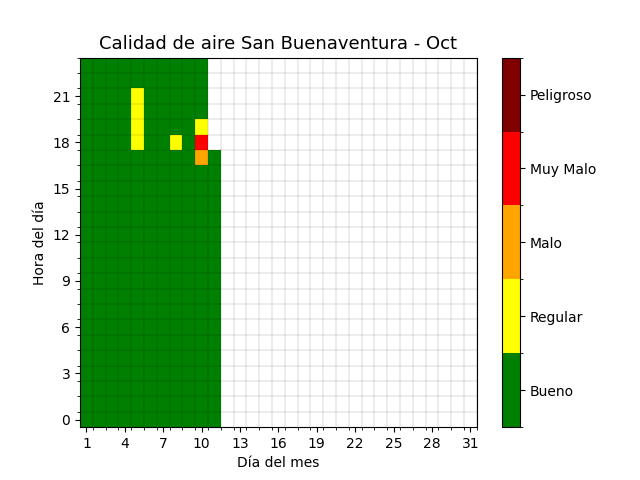 Calidad de aire San Buenaventura - Oct
Hora del día
21
18
15
12
9
6
3
0
1 4 7 10 13 16 19 22 25 28 31
Día del mes
Peligroso
Muy Malo
Malo
Regular
Bueno